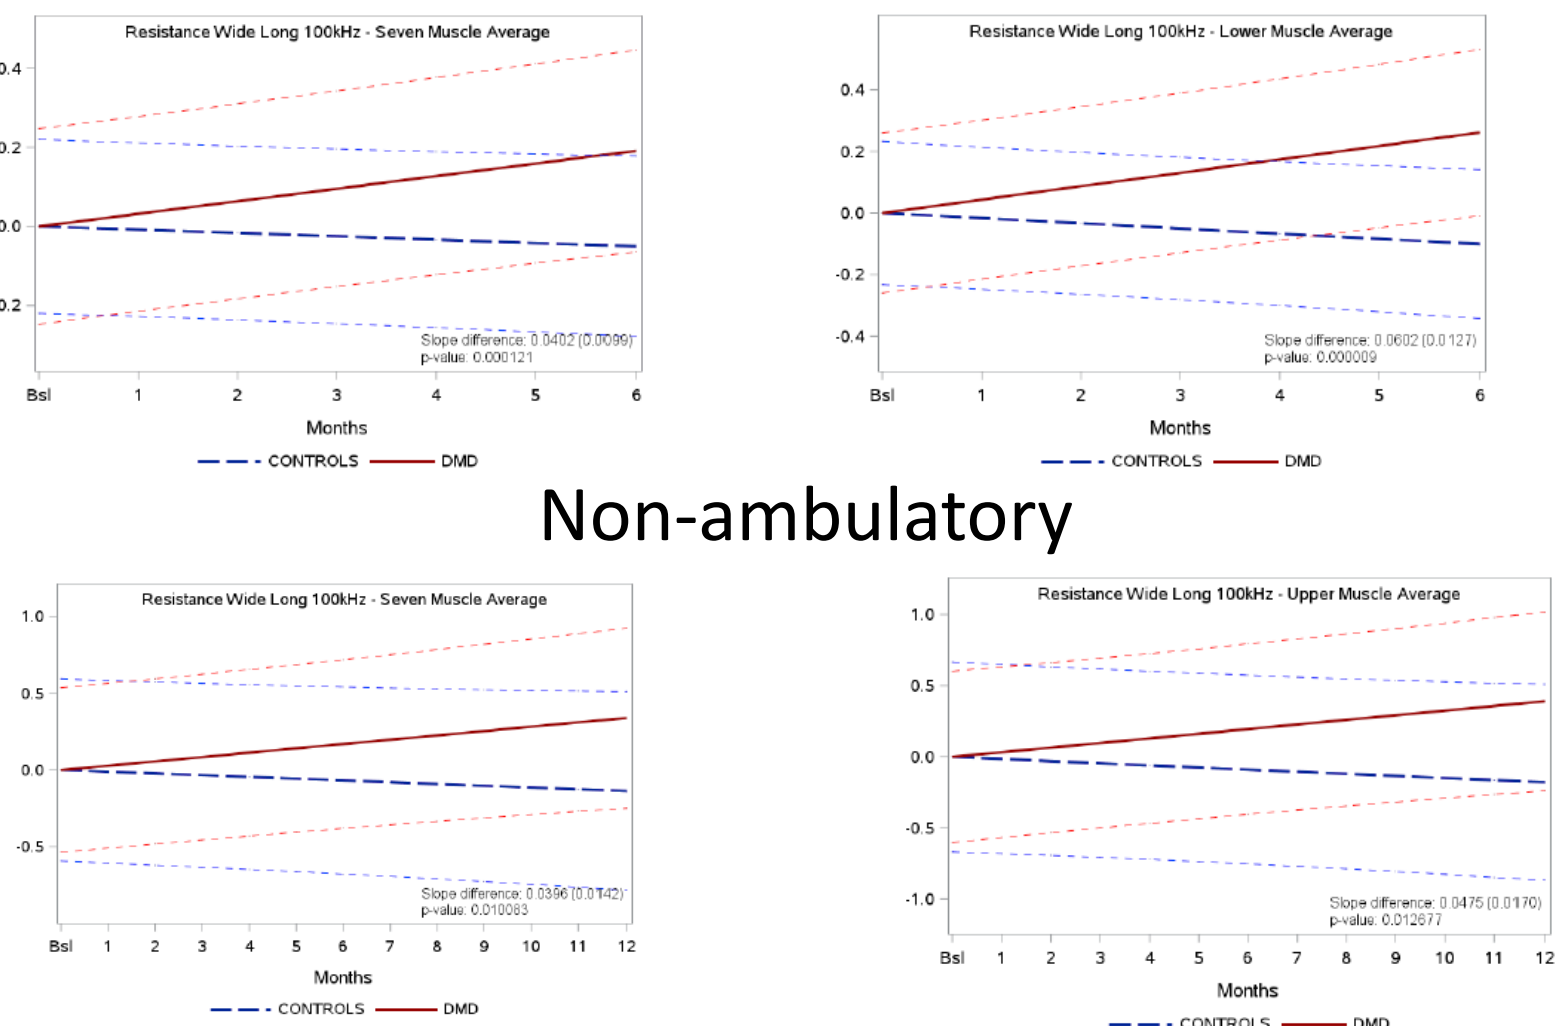 Resistance Wide Long 100kHz - Seven Muscle Average
0.4
0.2
0.0
0.2
Slope difference: 0.0402 (0.0099)
p-value: 0.000121
Bsl 1 2 3 4 5 6
Months
CONTROLS DMD
Resistance Wide Long 100kHz - Lower Muscle Average
0.4
0.2
0.0
-0.2
-0.4
Slope difference: 0.0602 (0.0127)
p-value: 0.000009
Bsl 1 2 3 4 5 6
Months
CONTROLS DMD
Non-ambulatory
Resistance Wide Long 100kHz - Seven Muscle Average
1.0
0.5
0.0
-0.5
Slope difference: 0.0396 (0.0142)
p-value: 0.010083
Bsl 1 2 3 4 5 6 7 8 9 10 11 12
Months
CONTROLS DMD
Resistance Wide Long 100kHz - Upper Muscle Average
1.0
0.5
0.0
-0.5
-1.0
Slope difference: 0.0475 (0.0170)
p-value: 0.012677
Bsl 1 2 3 4 5 6 7 8 9 10 11 12
Months
CONTROLS DMD